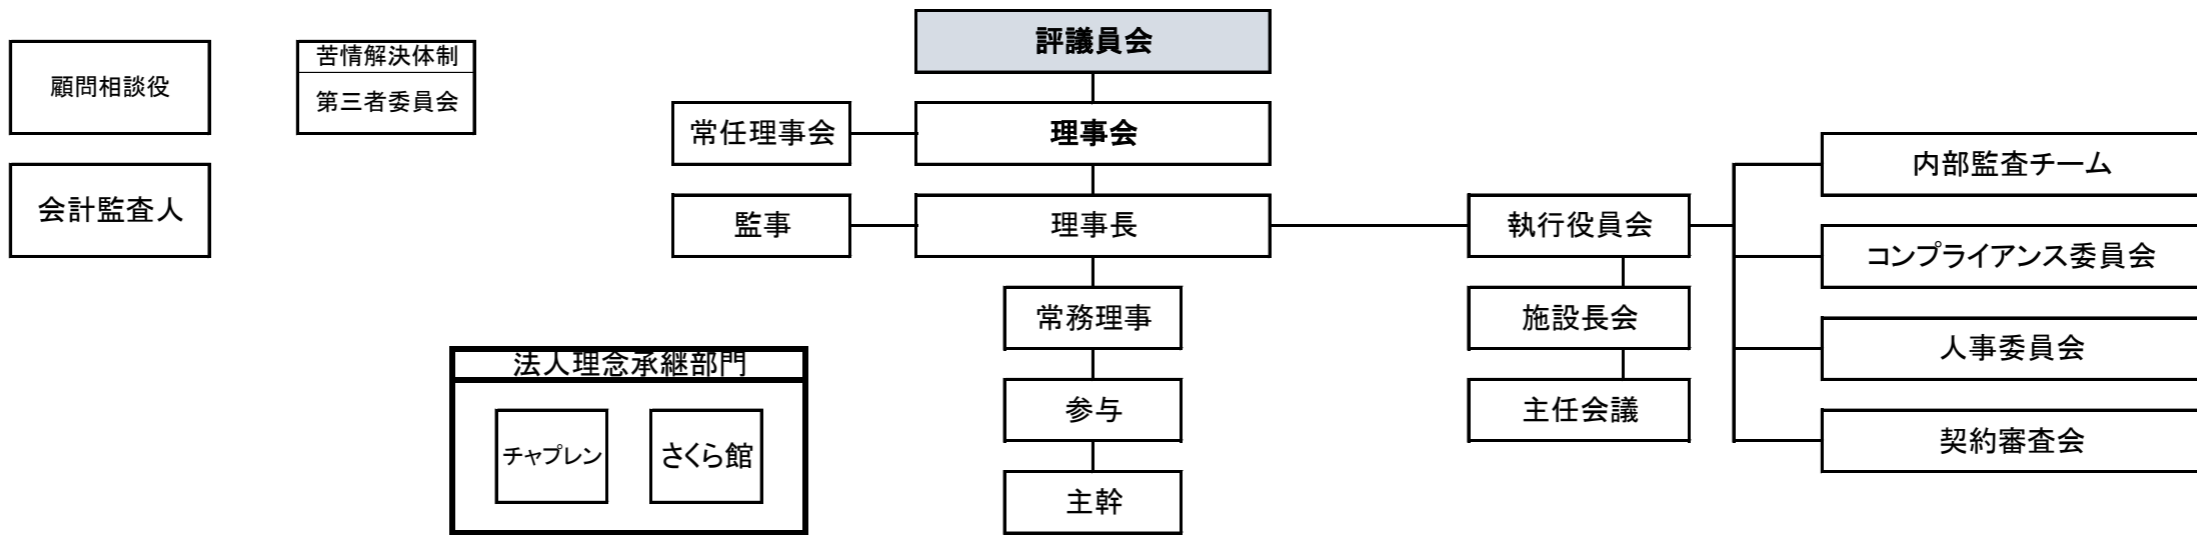 評議員会
顧問相談役
苦情解決体制
第三者委員会
常任理事会
理事会
会計監査人
監事
理事長
執行役員会
内部監査チーム
コンプライアンス委員会
人事委員会
契約審査会
常務理事
施設長会
参与
主任会議
主幹
法人理念承継部門
チャプレン
さくら館